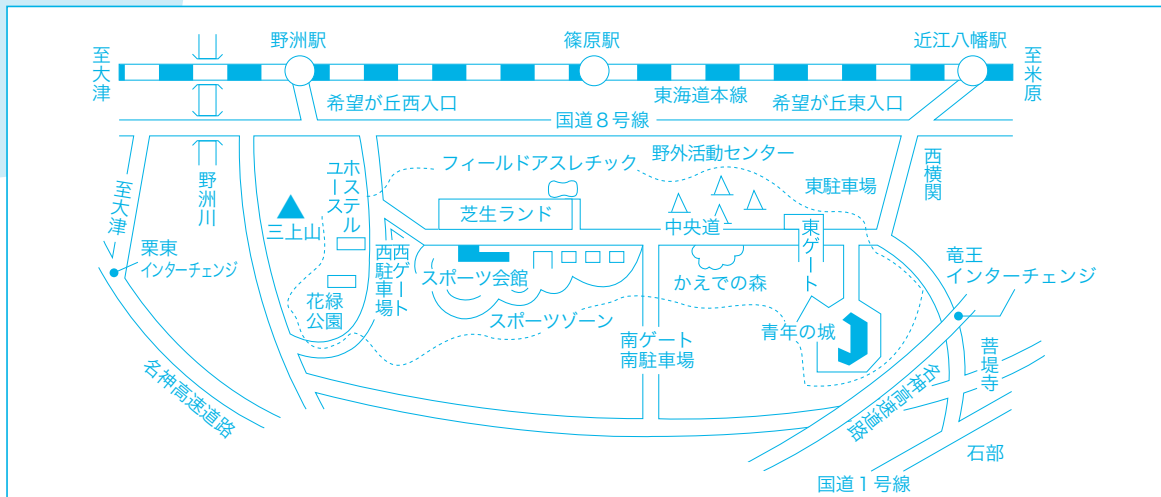 野洲駅
篠原駅
近江八幡駅
至大津
至米原
東海道本線
希望が丘西入口
希望が丘東入口
国道8号線
野洲川
至大津
栗東
インターチェンジ
名神高速道路
三上山
ユース
ホステル
花緑
公園
西ゲート
西駐車場
フィールドアスレチック
野外活動センター
東駐車場
西横関
芝生ランド
中央道
東ゲート
スポーツ会館
かえでの森
スポーツゾーン
南ゲート
南駐車場
青年の城
竜王
インターチェンジ
菩提寺
名神高速道路
石部
国道1号線